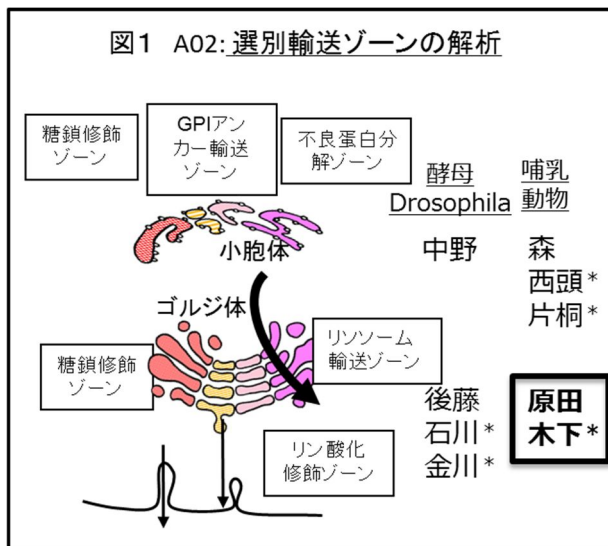 図１ A02: 選別輸送ゾーンの解析
糖鎖修飾
ゾーン
GPIアン
カー輸送
ゾーン
不良蛋白分
解ゾーン
酵母
Drosophila
哺乳
動物
小胞体
中野
森
西頭*
片桐*
ゴルジ体
糖鎖修飾
ゾーン
リソソーム
輸送ゾーン
後藤
石川*
金川*
原田
木下*
リン酸化
修飾ゾーン